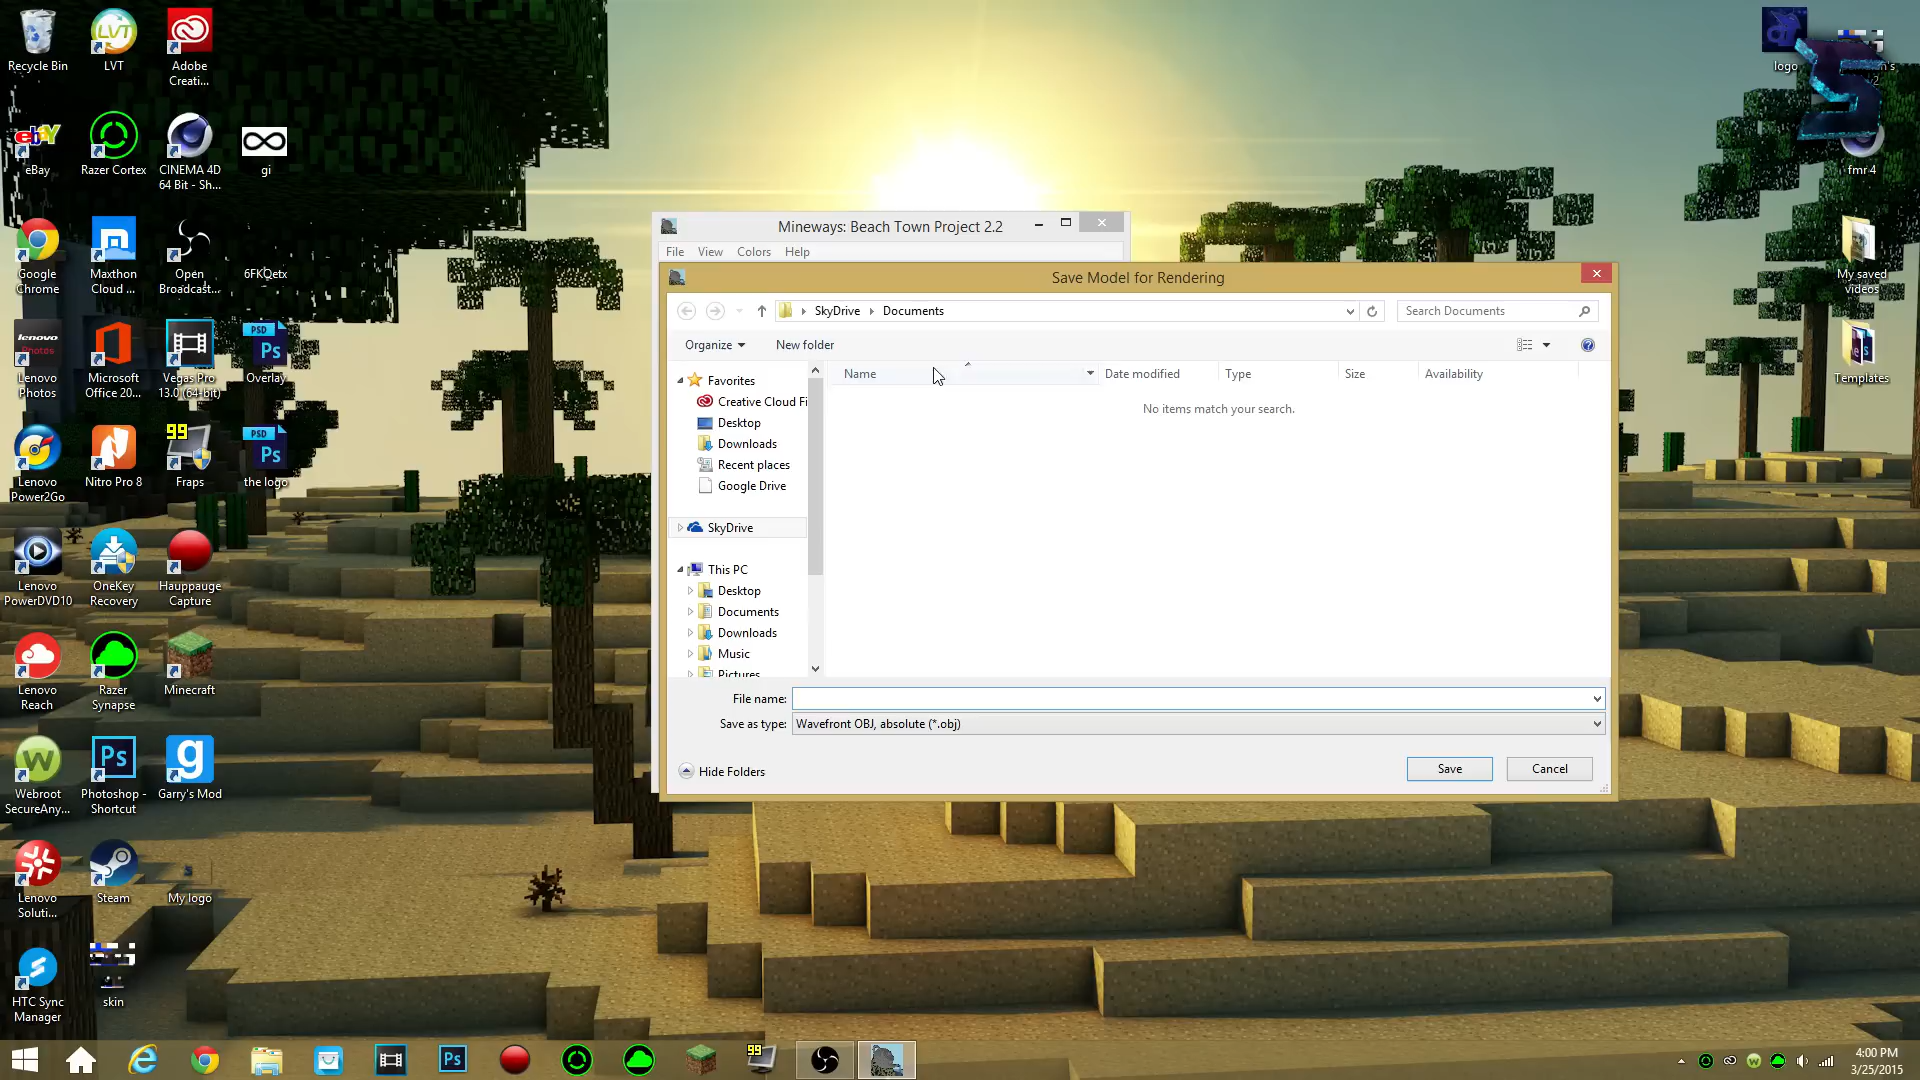 Recycle Bin
LVT
Adobe
Creati...
eBay
Razer Cortex
CINEMA 4D
64 Bit - Sh...
gi
Google
Chrome
Maxthon
Cloud ...
Open
Broadcast...
6FKQetx
Lenovo
Photos
Microsoft
Office 20...
Vegas Pro
13.0 (64-bit)
Overlay
Lenovo
Power2Go
Nitro Pro 8
Fraps
the logo
Lenovo
PowerDVD10
OneKey
Recovery
Hauppauge
Capture
Lenovo
Reach
Razer
Synapse
Minecraft
Webroot
SecureAny...
Photoshop -
Shortcut
Garry's Mod
Lenovo
Soluti...
Steam
My logo
HTC Sync
Manager
skin
logo
fmr 4
My saved
videos
Templates
Mineways: Beach Town Project 2.2
File View Colors Help
Save Model for Rendering
SkyDrive Documents
Search Documents
Organize New folder
Name Date modified Type Size Availability
No items match your search.
Favorites
Creative Cloud Fi
Desktop
Downloads
Recent places
Google Drive
SkyDrive
This PC
Desktop
Documents
Downloads
Music
Pictures
File name:
Save as type: Wavefront OBJ, absolute (*.obj)
Hide Folders Save Cancel
4:00 PM
3/25/2015